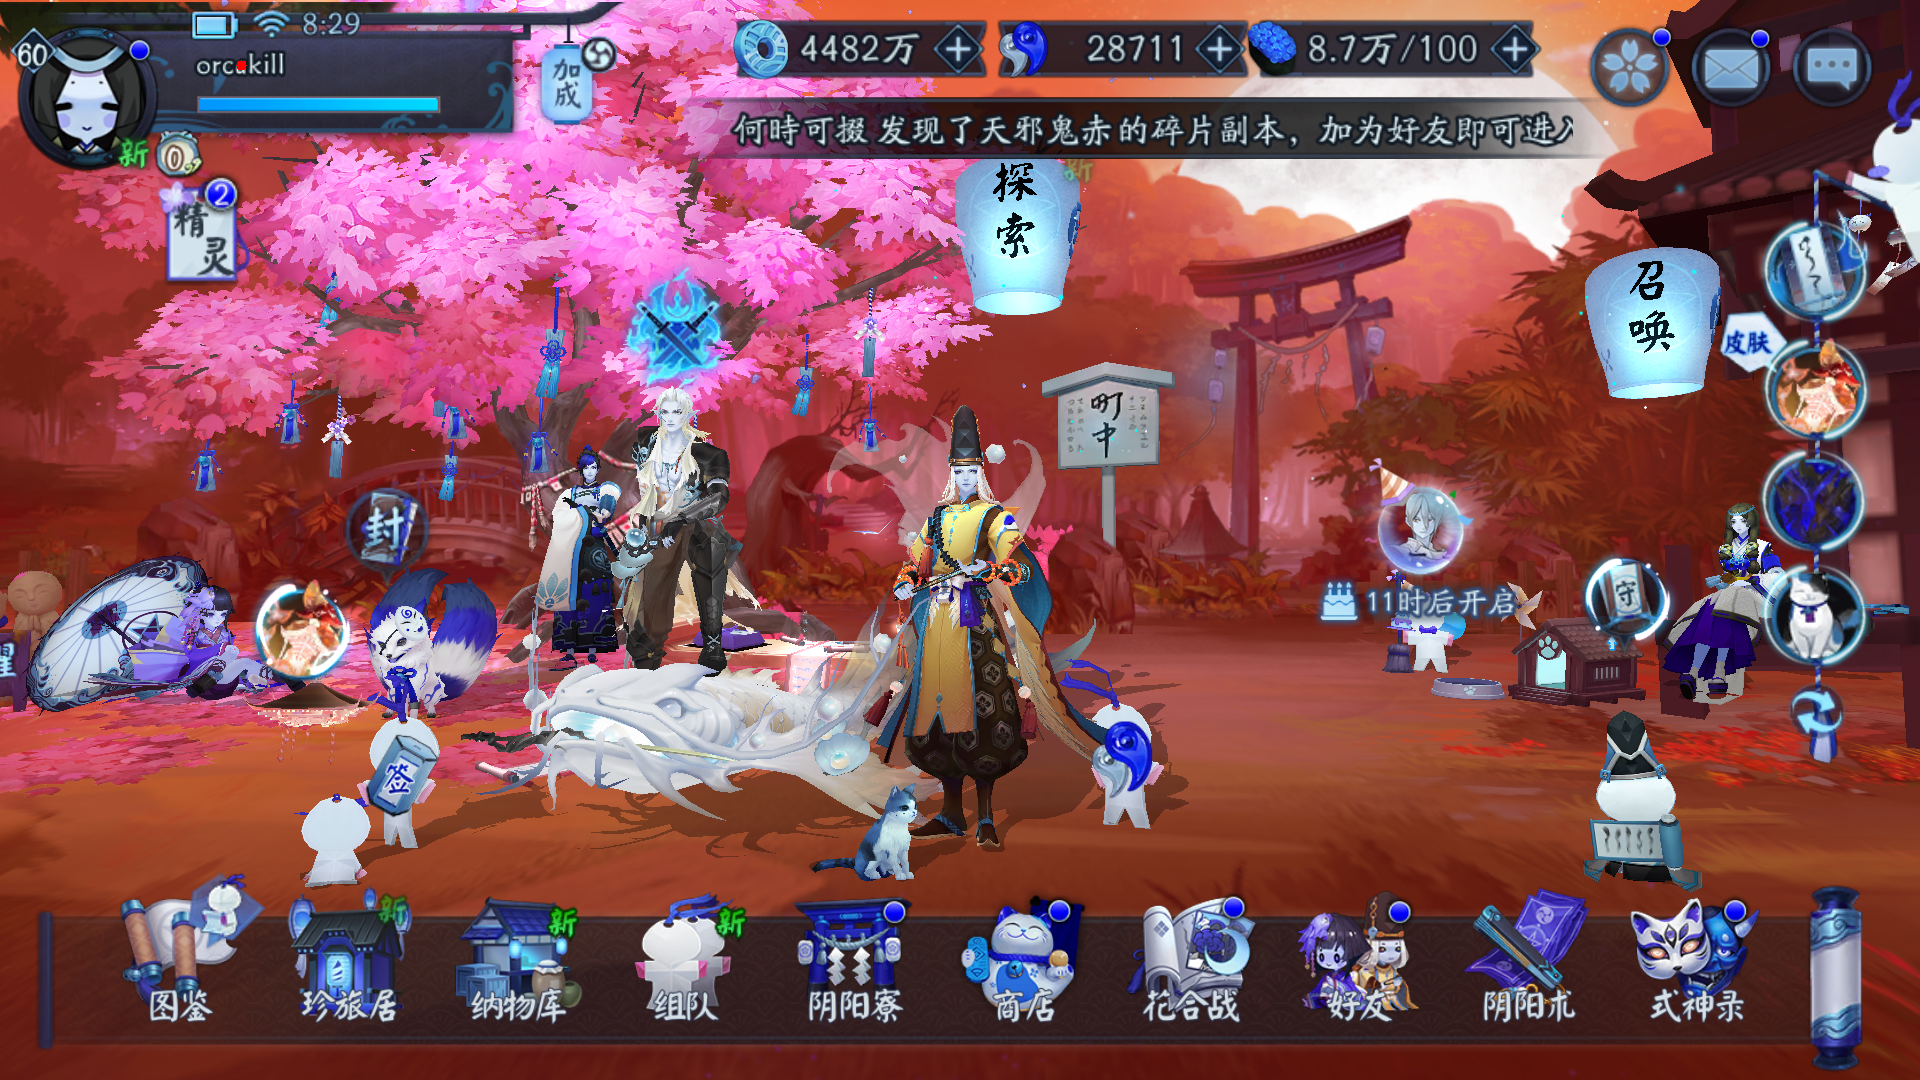 60
8:29
orcakill
加成
4482万
28711
8.7万/100
何時可掇 发现了天邪鬼赤的碎片副本，加为好友即可进入
新
0
精灵
2
探索
新
召唤
皮肤
町中
封
守
11时后开启
签
图鉴
珍旅居
新
纳物库
新
组队
新
阴阳寮
商店
花合战
好友
阴阳术
式神录